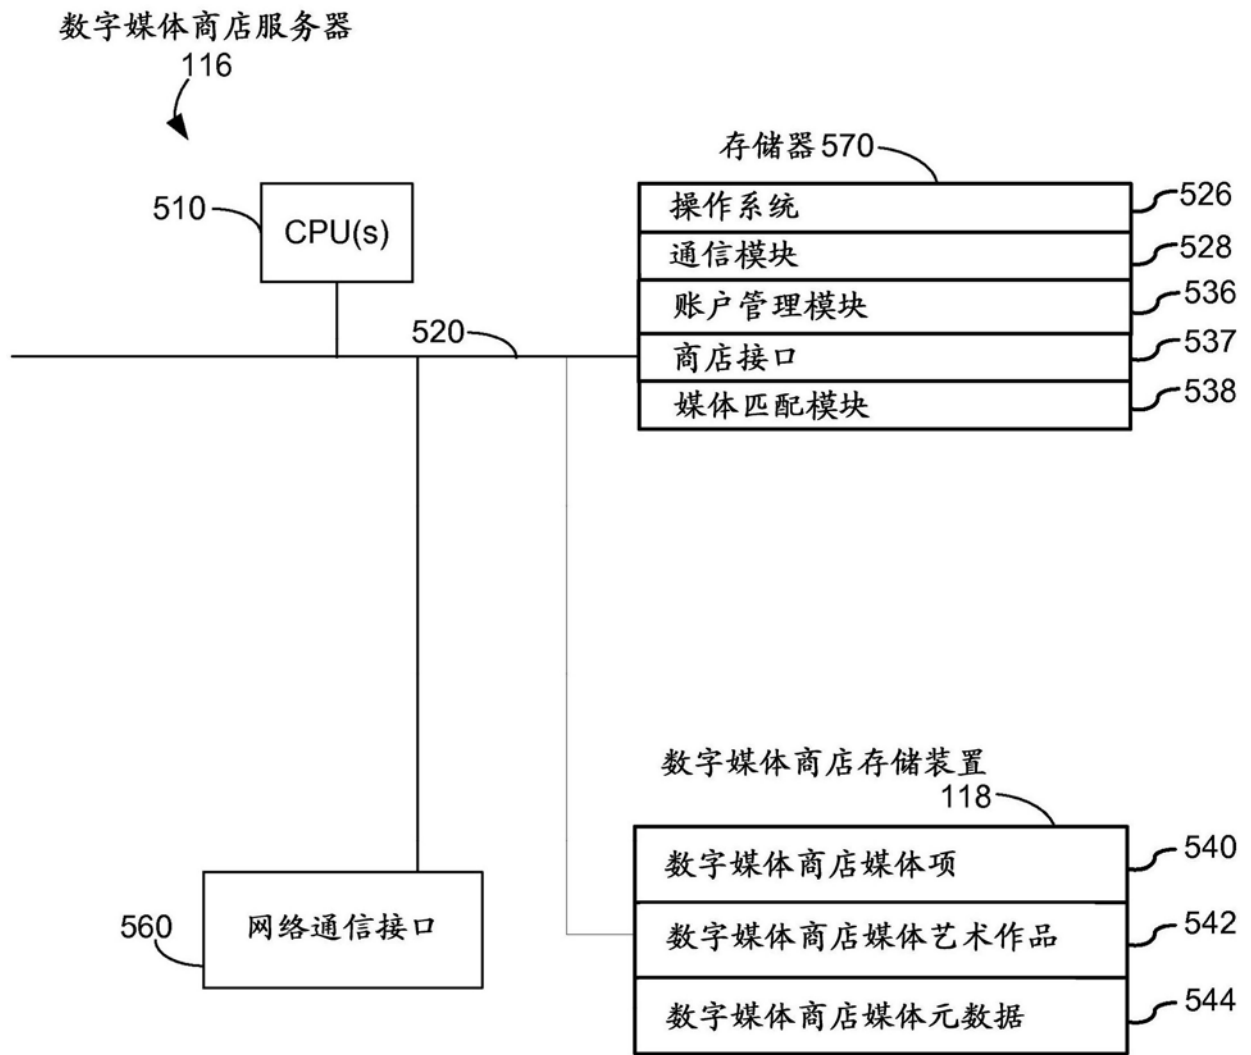 数字媒体商店服务器
116
存储器570
510
CPU(s)
操作系统
526
通信模块
528
账户管理模块
536
520
商店接口
537
媒体匹配模块
538
数字媒体商店存储装置
118
数字媒体商店媒体项
540
560
网络通信接口
数字媒体商店媒体艺术作品
542
数字媒体商店媒体元数据
544